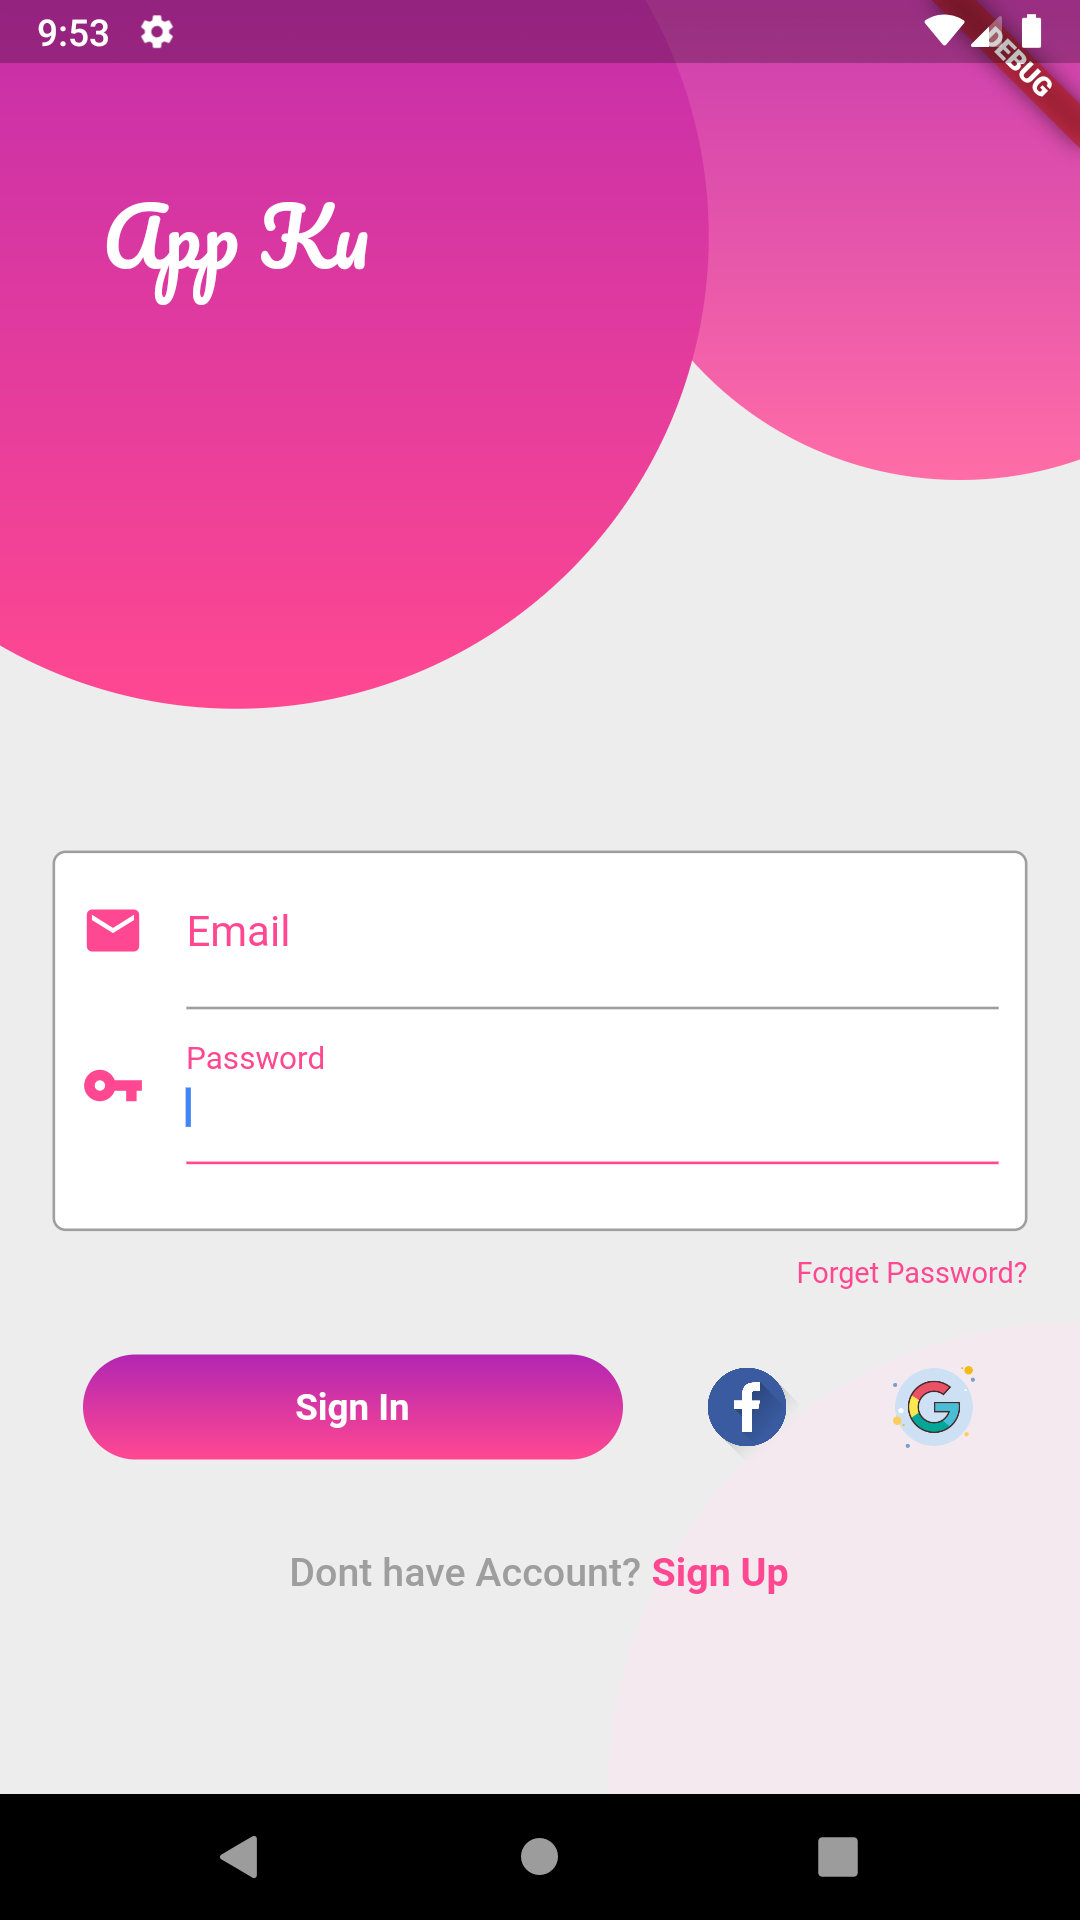 9:53
DEBUG
App Ku
Email
Password
Forget Password?
Sign In
Dont have Account? Sign Up